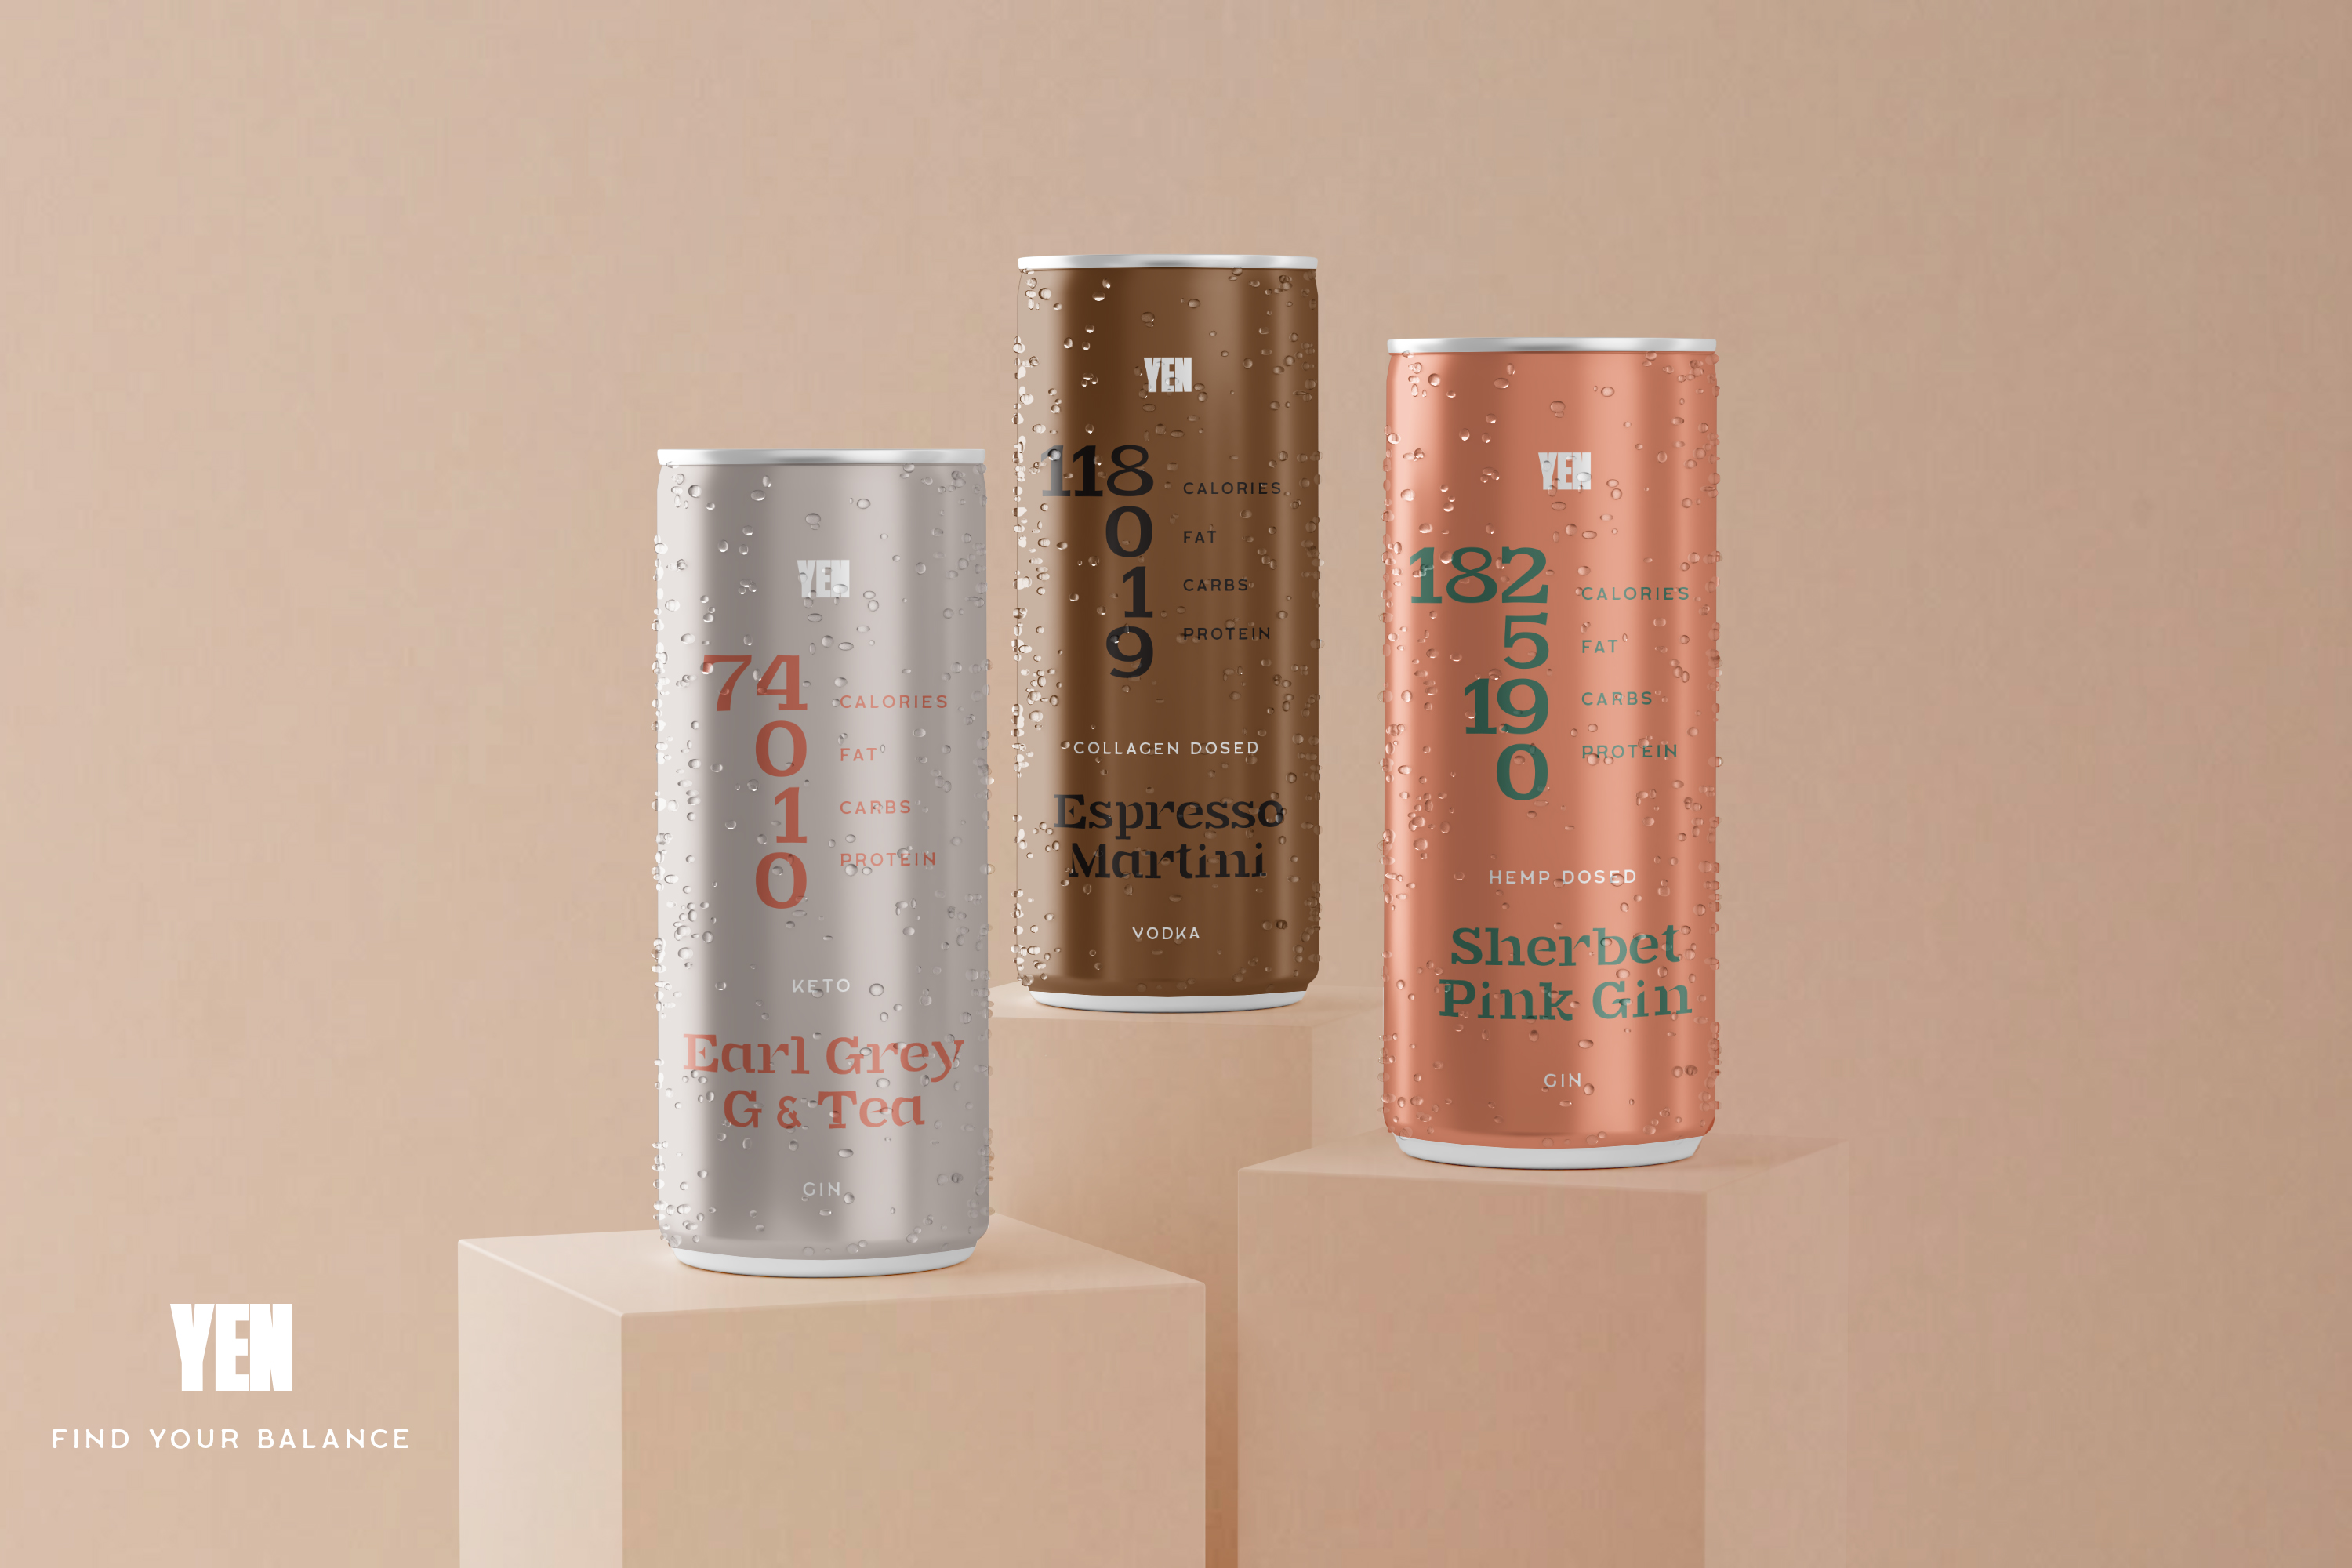 YEN
74 CALORIES
0 FAT
1 CARBS
0 PROTEIN
KETO
Earl Grey
G & Tea
GIN
YEN
118 CALORIES
0 FAT
1 CARBS
9 PROTEIN
COLLAGEN DOSED
Espresso
Martini
VODKA
YEN
182 CALORIES
5 FAT
19 CARBS
0 PROTEIN
HEMP DOSED
Sherbet
Pink Gin
GIN
YEN
FIND YOUR BALANCE